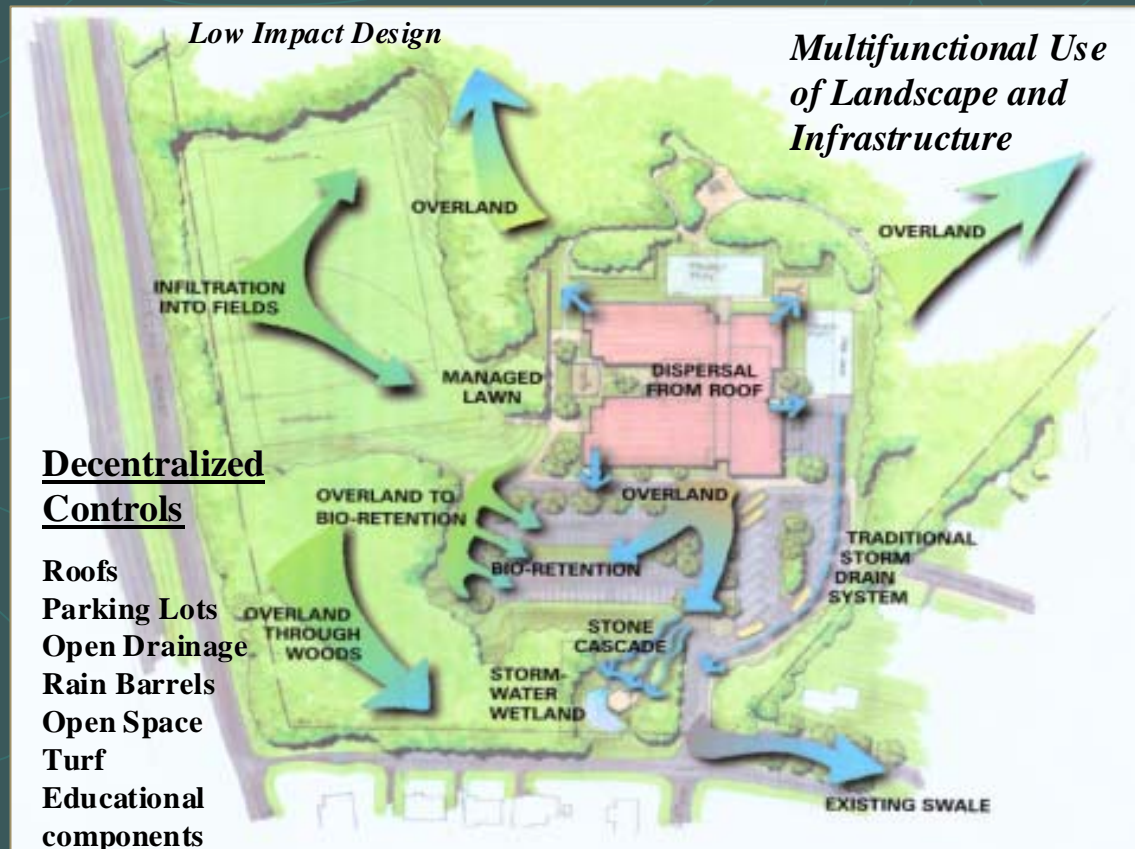 Low Impact Design
Multifunctional Use
of Landscape and
Infrastructure
OVERLAND
OVERLAND
INFILTRATION
INTO FIELDS
MANAGED
LAWN
DISPERSAL
FROM ROOF
Decentralized
Controls
Roofs
Parking Lots
Open Drainage
Rain Barrels
Open Space
Turf
Educational
components
OVERLAND TO
BIO-RETENTION
OVERLAND
BIO-RETENTION
TRADITIONAL
STORM
DRAIN
SYSTEM
OVERLAND
THROUGH
WOODS
STONE
CASCADE
STORM-
WATER
WETLAND
EXISTING SWALE